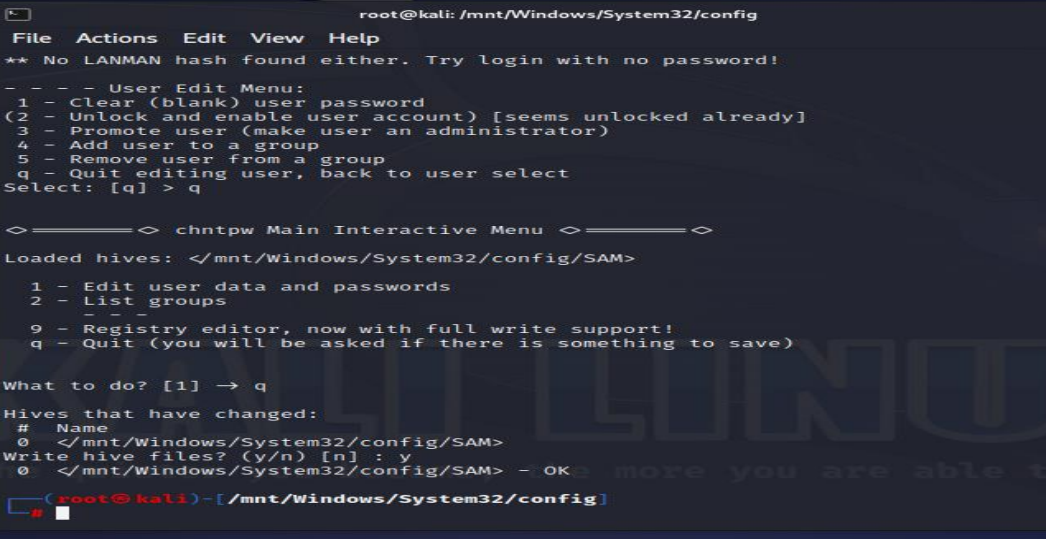 root@kali: /mnt/Windows/System32/config
File Actions Edit View Help
** No LANMAN hash found either. Try login with no password!
- - - - User Edit Menu:
1 - Clear (blank) user password
(2 - Unlock and enable user account) [seems unlocked already]
3 - Promote user (make user an administrator)
4 - Add user to a group
5 - Remove user from a group
q - Quit editing user, back to user select
Select: [q] > q
<>========<> chntpw Main Interactive Menu <>========<>
Loaded hives: </mnt/Windows/System32/config/SAM>
1 - Edit user data and passwords
2 - List groups
- - -
9 - Registry editor, now with full write support!
q - Quit (you will be asked if there is something to save)
What to do? [1] → q
Hives that have changed:
# Name
0 </mnt/Windows/System32/config/SAM>
Write hive files? (y/n) [n] : y
0 </mnt/Windows/System32/config/SAM> - OK
(root㉿kali)-[/mnt/Windows/System32/config]
#
KALI LINU
more you are able t